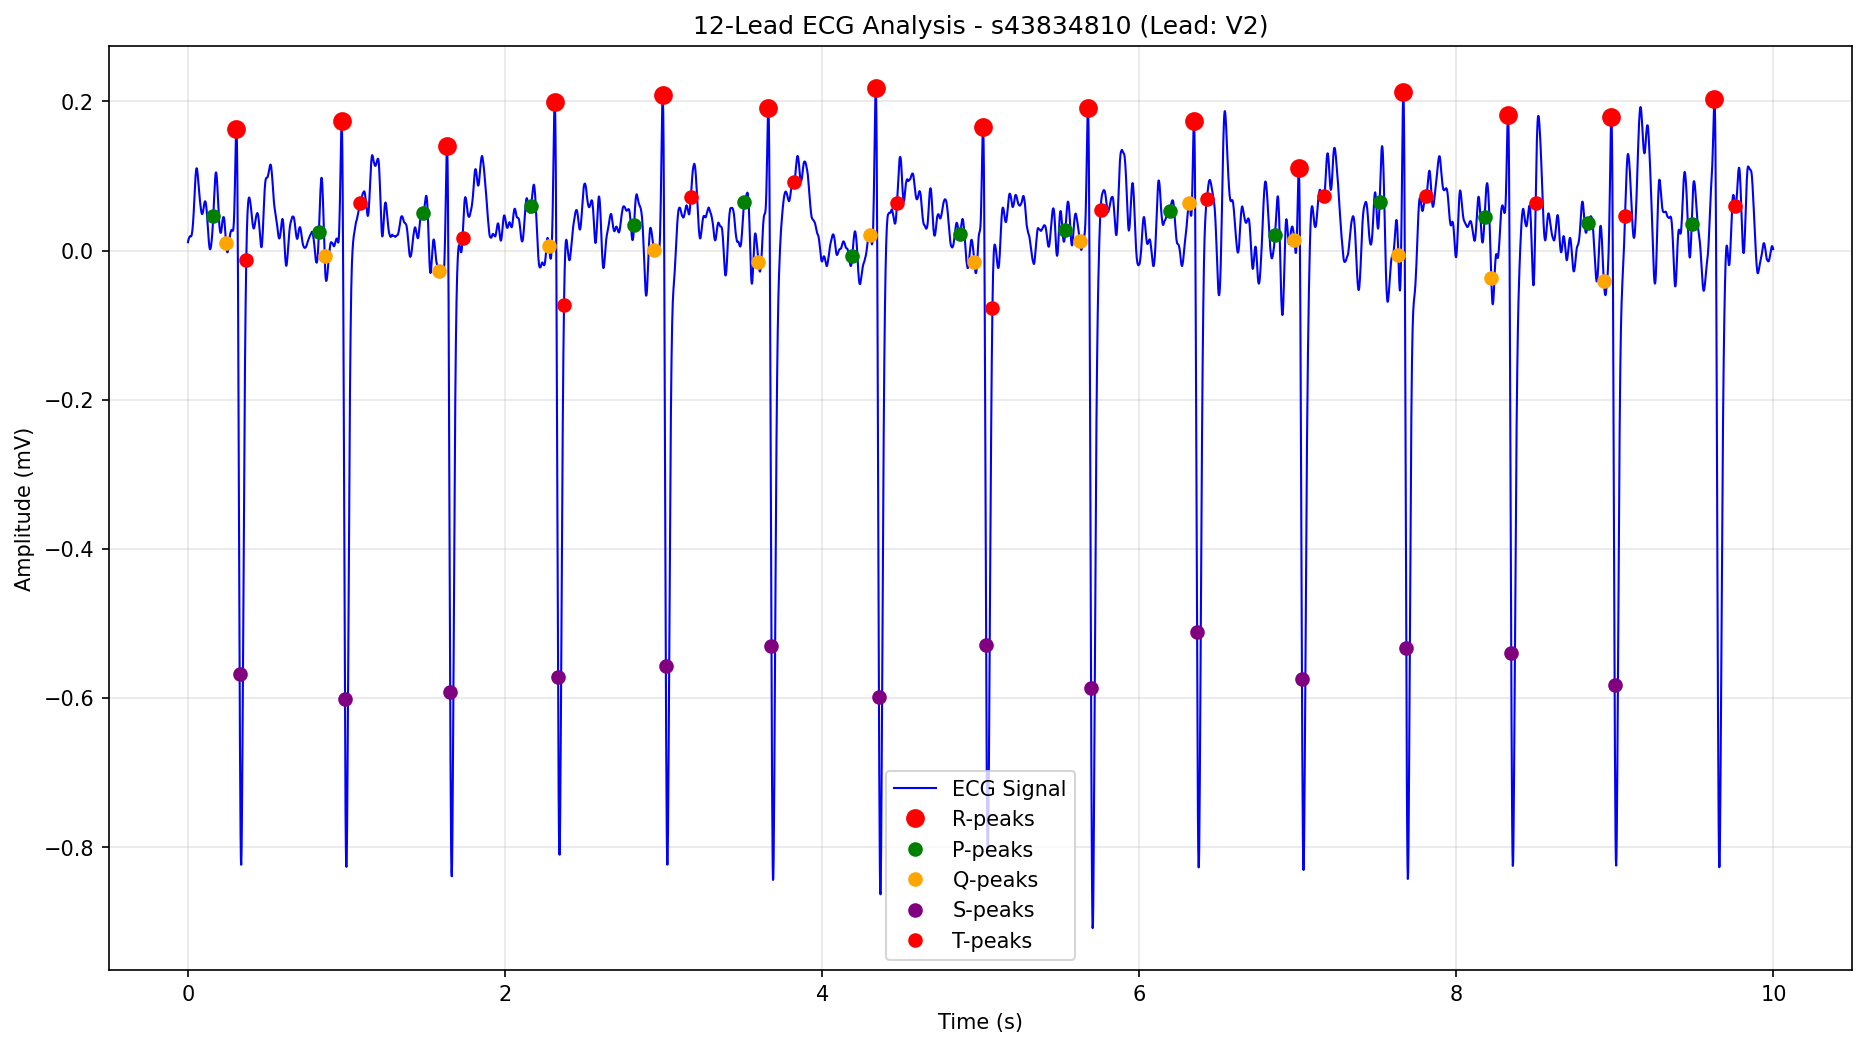 12-Lead ECG Analysis - s43834810 (Lead: V2)
0.2
0.0
−0.2
−0.4
−0.6
−0.8
Amplitude (mV)
ECG Signal
R-peaks
P-peaks
Q-peaks
S-peaks
T-peaks
0 2 4 6 8 10
Time (s)